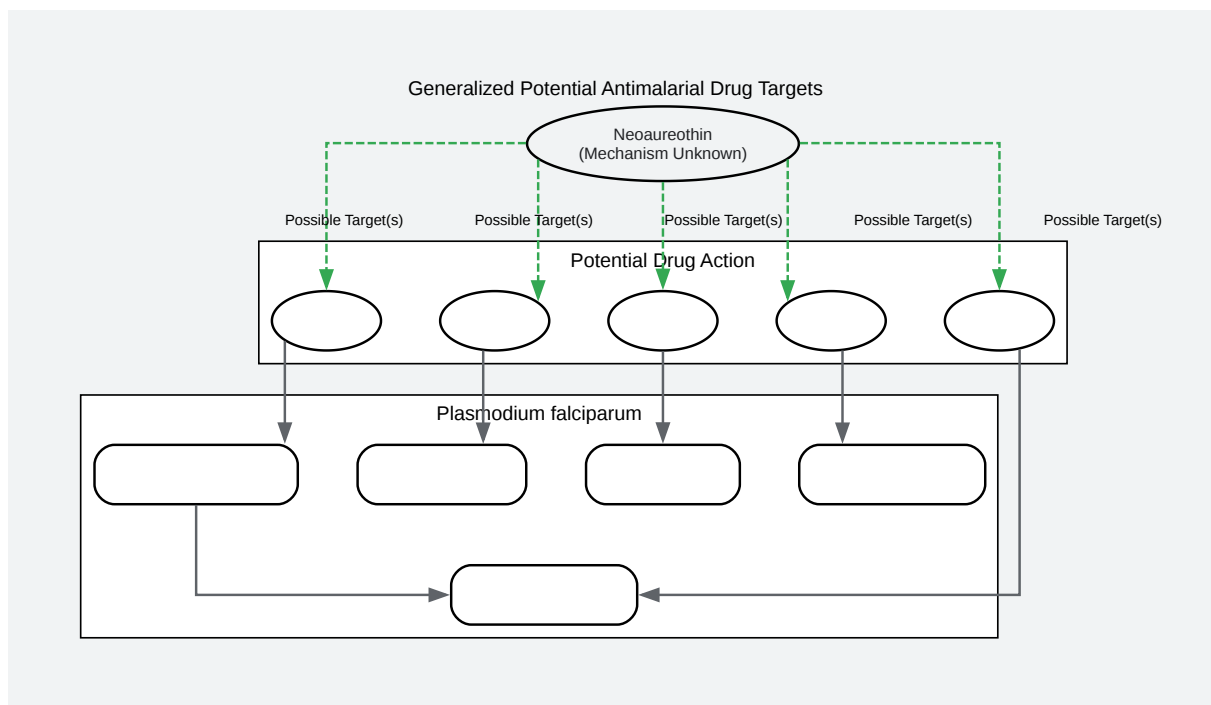 Generalized Potential Antimalarial Drug Targets
Neoaureothin
(Mechanism Unknown)
Possible Target(s) Possible Target(s) Possible Target(s) Possible Target(s) Possible Target(s)
Potential Drug Action
Plasmodium falciparum